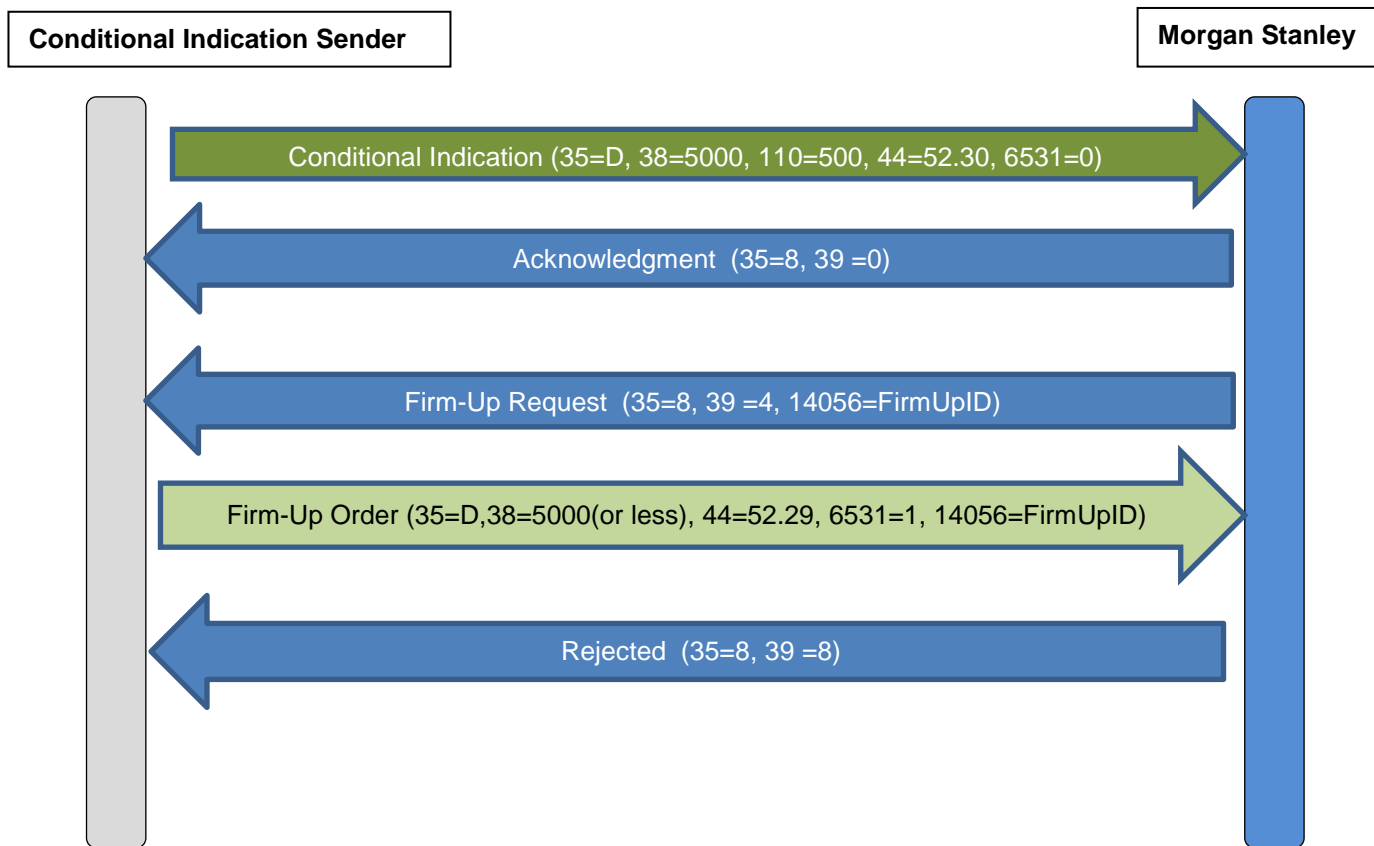 Conditional Indication Sender
Morgan Stanley
Conditional Indication (35=D, 38=5000, 110=500, 44=52.30, 6531=0)
Acknowledgment  (35=8, 39 =0)
Firm-Up Request  (35=8, 39 =4, 14056=FirmUpID)
Firm-Up Order (35=D,38=5000(or less), 44=52.29, 6531=1, 14056=FirmUpID)
Rejected  (35=8, 39 =8)